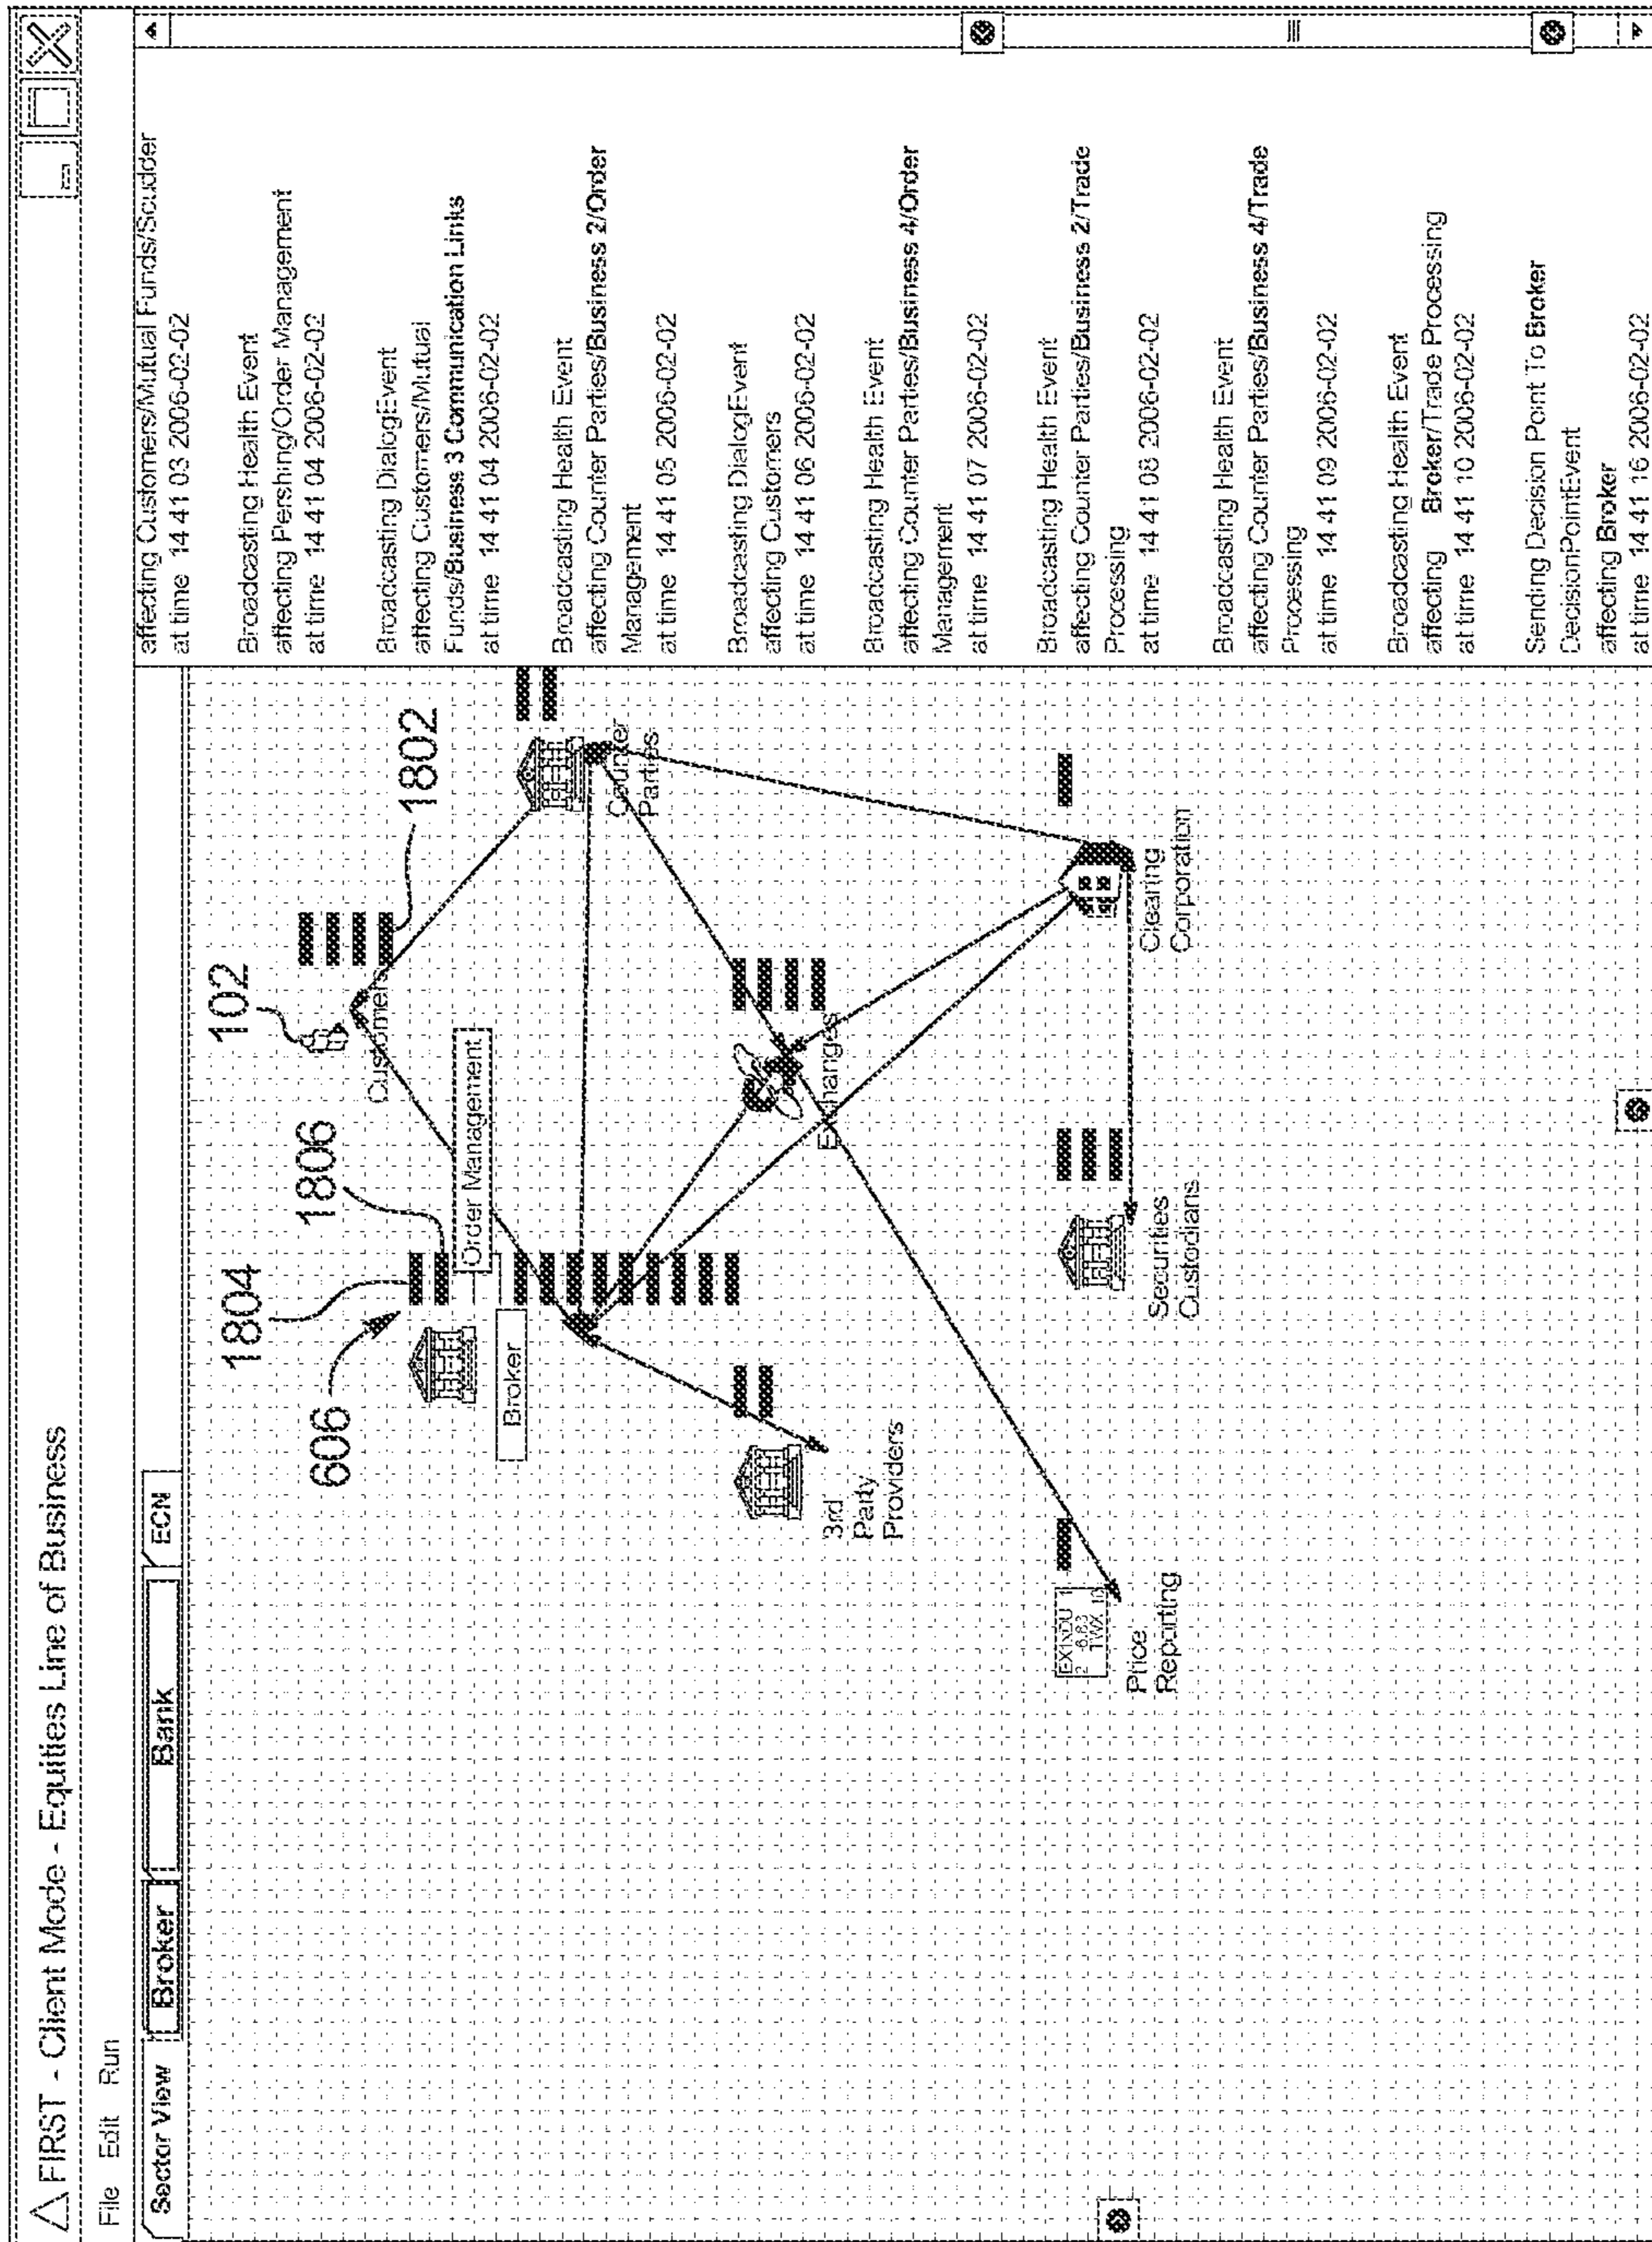 FIRST - Client Mode - Equities Line of Business
File Edit Run
Sector View Broker Bank ECN
606
1804
1806
102
1802
Customers
Order Management
Broker
Counter
Parties
Exchanges
3rd
Party
Providers
Price
Reporting
Securities
Custodians
Clearing
Corporation
affecting Customers/Mutual Funds/Scudder
at time 14 41 03 2006-02-02
Broadcasting Health Event
affecting Pershing/Order Management
at time 14 41 04 2006-02-02
Broadcasting DialogEvent
affecting Customers/Mutual
Funds/Business 3 Communication Links
at time 14 41 04 2006-02-02
Broadcasting Health Event
affecting Counter Parties/Business 2/Order
Management
at time 14 41 05 2006-02-02
Broadcasting DialogEvent
affecting Customers
at time 14 41 06 2006-02-02
Broadcasting Health Event
affecting Counter Parties/Business 4/Order
Management
at time 14 41 07 2006-02-02
Broadcasting Health Event
affecting Counter Parties/Business 2/Trade
Processing
at time 14 41 08 2006-02-02
Broadcasting Health Event
affecting Counter Parties/Business 4/Trade
Processing
at time 14 41 09 2006-02-02
Broadcasting Health Event
affecting Broker/Trade Processing
at time 14 41 10 2006-02-02
Sending Decision Point To Broker
DecisionPointEvent
affecting Broker
at time 14 41 16 2006-02-02